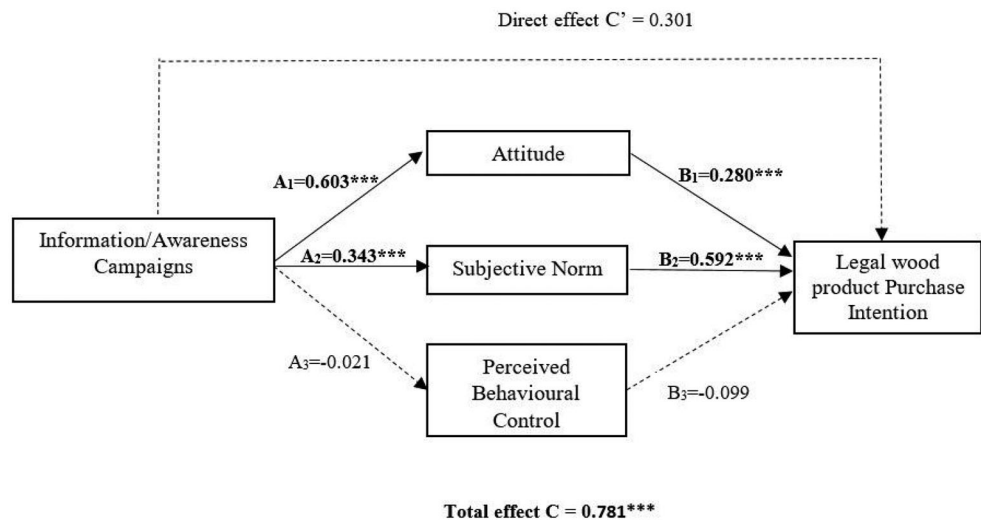 Direct effect C’ = 0.301
Attitude
A1=0.603***
B1=0.280***
Information/Awareness
Campaigns
A2=0.343***
Subjective Norm
B2=0.592***
Legal wood
product Purchase
Intention
A3=-0.021
Perceived
Behavioural
Control
B3=-0.099
Total effect C = 0.781***